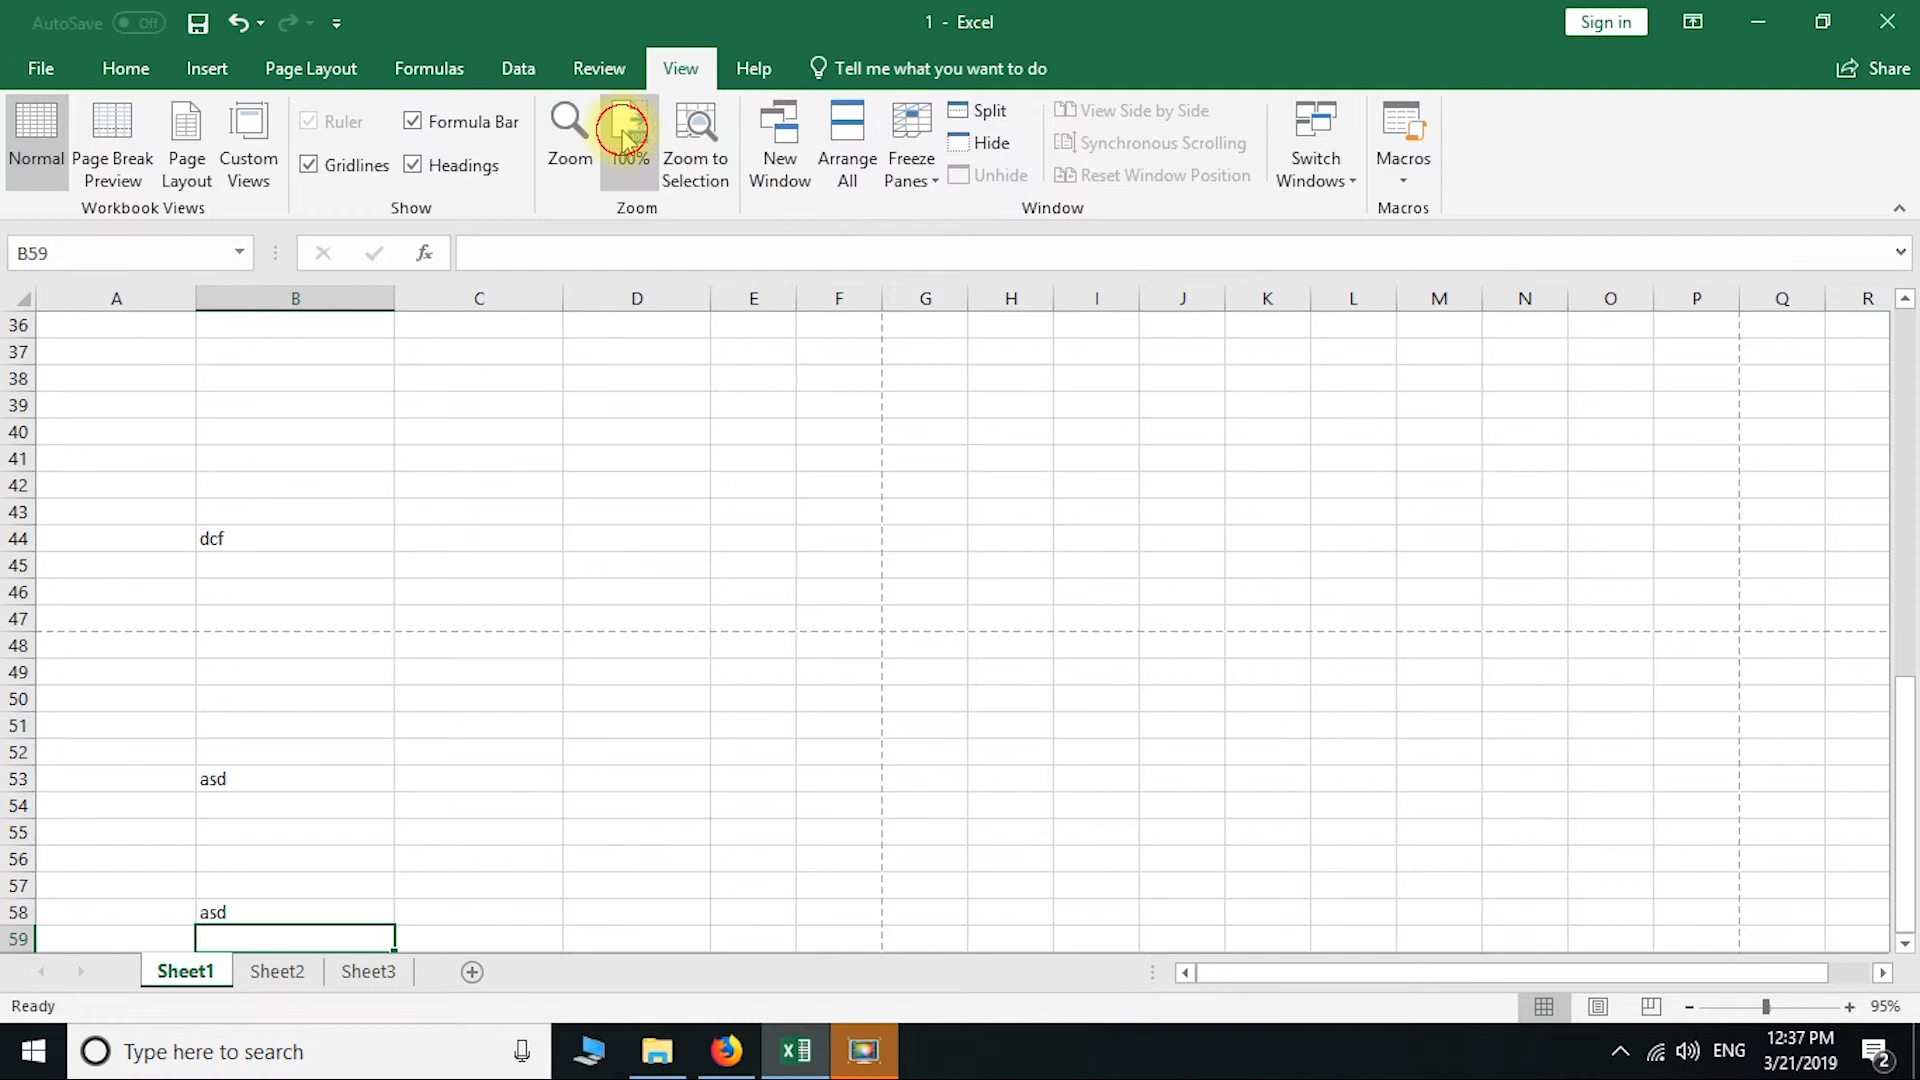 AutoSave Off
1 - Excel
Sign in
File Home Insert Page Layout Formulas Data Review View Help Tell me what you want to do Share
Normal
Page Break Preview
Page Layout
Custom Views
Workbook Views
Ruler
Formula Bar
Gridlines
Headings
Show
Zoom
100%
Zoom to Selection
Zoom
New Window
Arrange All
Freeze Panes
Split
Hide
Unhide
View Side by Side
Synchronous Scrolling
Reset Window Position
Window
Switch Windows
Macros
Macros
B59
fx
A B C D E F G H I J K L M N O P Q R
36
37
38
39
40
41
42
43
44 dcf
45
46
47
48
49
50
51
52
53 asd
54
55
56
57
58 asd
59
Sheet1 Sheet2 Sheet3
Ready
95%
Type here to search
ENG
12:37 PM
3/21/2019
2